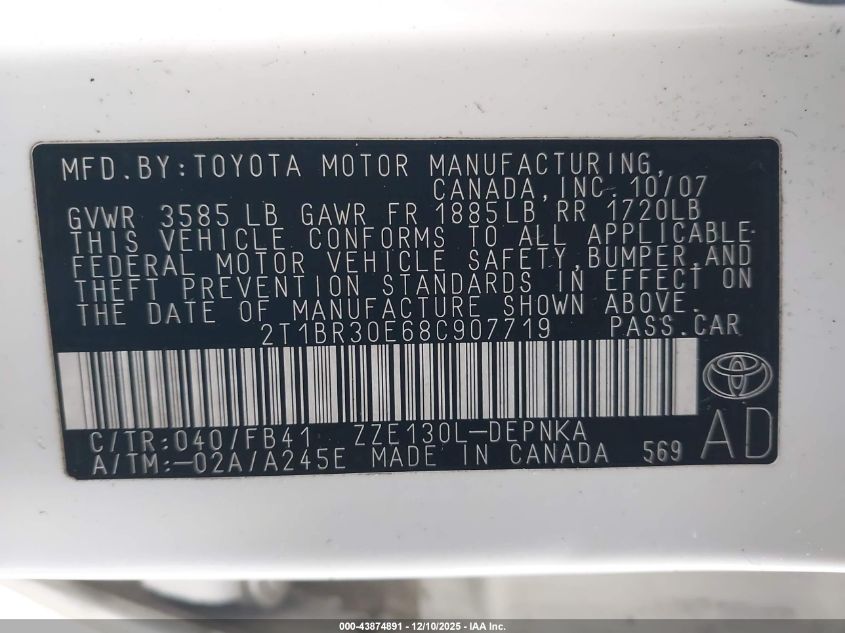 MFD.BY:TOYOTA MOTOR MANUFACTURING,
CANADA,INC. 10/07
GVWR 3585 LB GAWR FR 1885LB RR 1720LB
THIS VEHICLE CONFORMS TO ALL APPLICABLE
FEDERAL MOTOR VEHICLE SAFETY,BUMPER,AND
THEFT PREVENTION STANDARDS IN EFFECT ON
THE DATE OF MANUFACTURE SHOWN ABOVE.
2T1BR30E68C907719 PASS.CAR
C/TR:040/FB41 ZZE130L-DEPNKA
A/TM:-02A/A245E MADE IN CANADA 569 AD
000-43874891 - 12/10/2025 - IAA Inc.